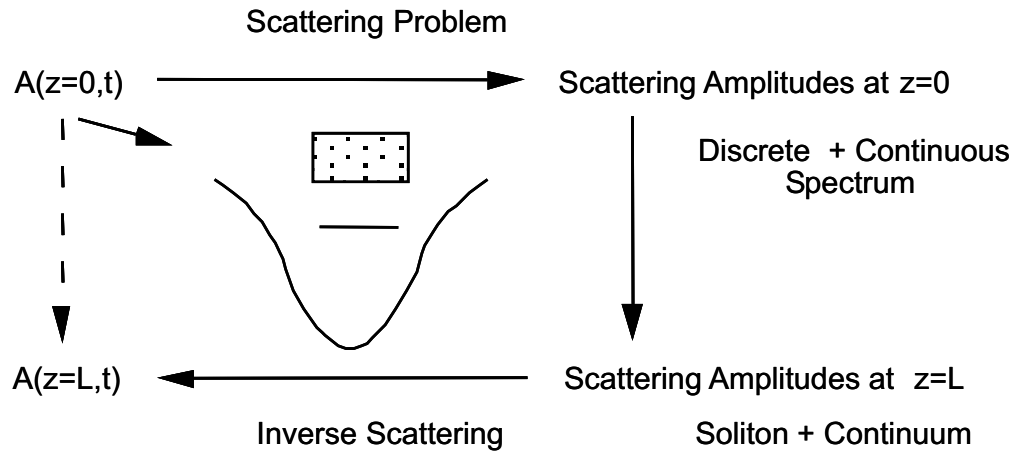 Scattering Problem
A(z=0,t)
Scattering Amplitudes at z=0
Discrete + Continuous
Spectrum
A(z=L,t)
Scattering Amplitudes at z=L
Inverse Scattering
Soliton + Continuum